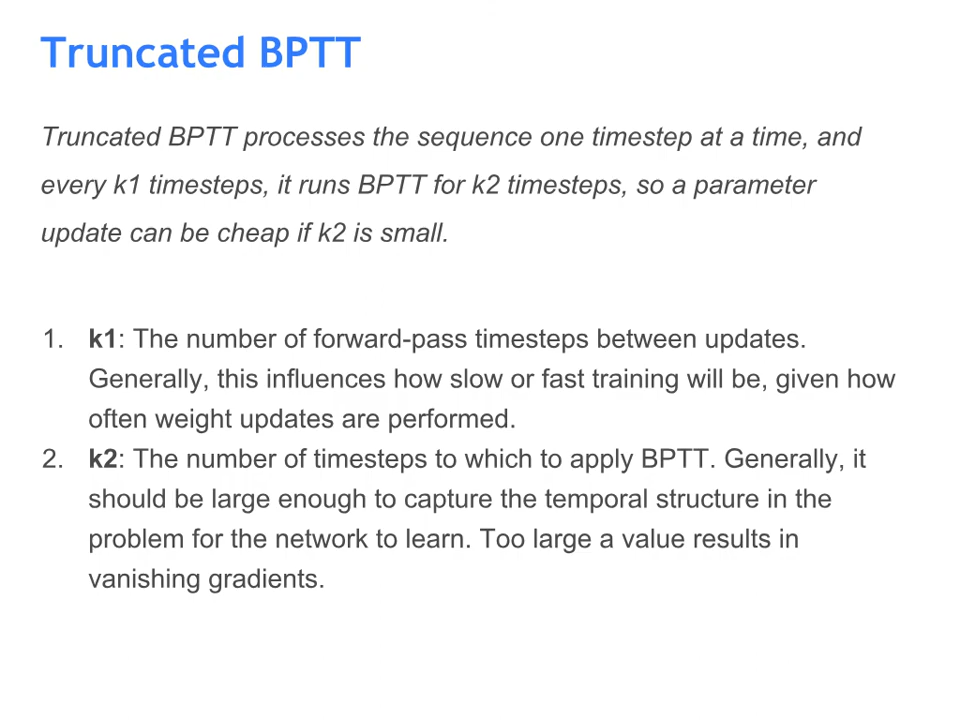 Truncated BPTT
Truncated BPTT processes the sequence one timestep at a time, and
every k1 timesteps, it runs BPTT for k2 timesteps, so a parameter
update can be cheap if k2 is small.
1. k1: The number of forward-pass timesteps between updates.
Generally, this influences how slow or fast training will be, given how
often weight updates are performed.
2. k2: The number of timesteps to which to apply BPTT. Generally, it
should be large enough to capture the temporal structure in the
problem for the network to learn. Too large a value results in
vanishing gradients.